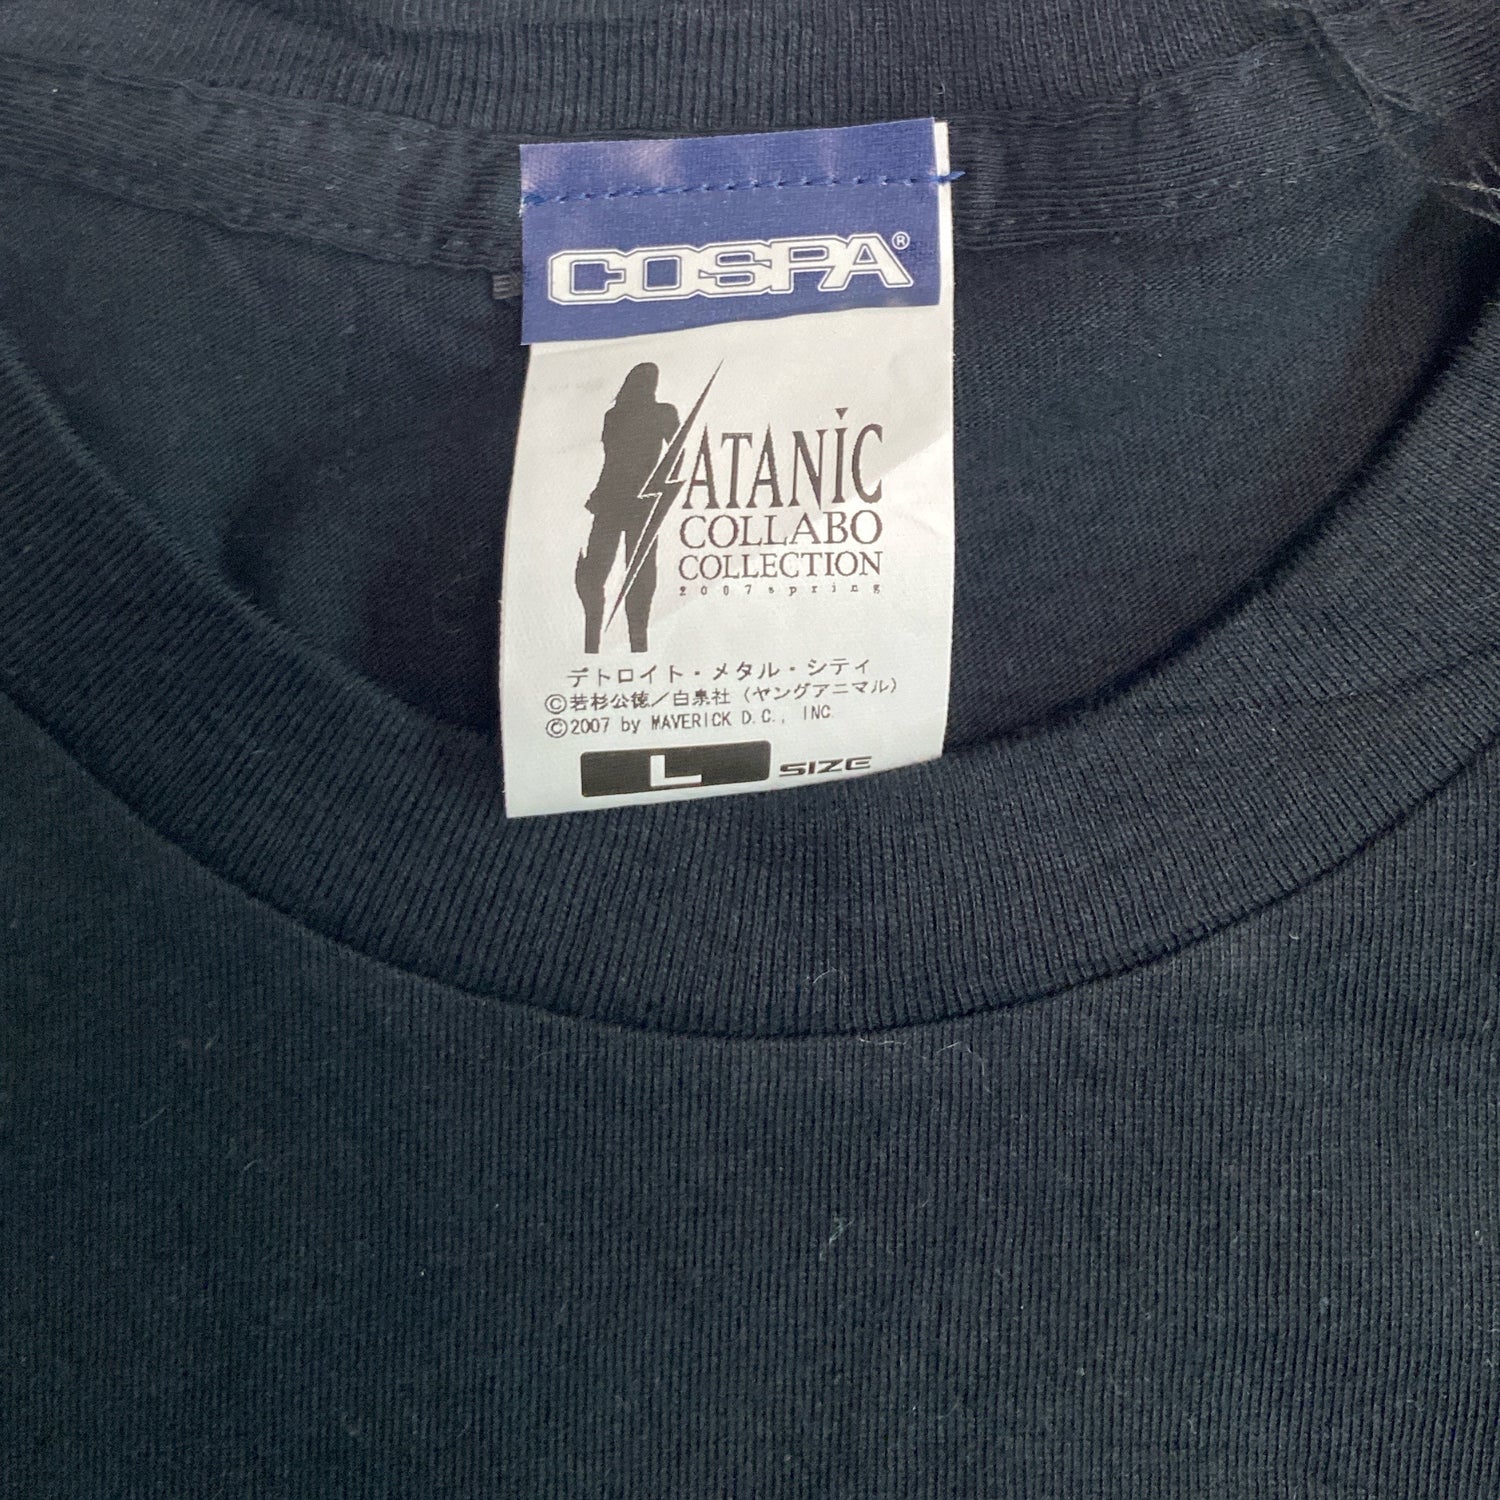 COSPA®
SATANiC
COLLABO
COLLECTION
2007spring
デトロイト・メタル・シティ
©若杉公徳／白泉社（ヤングアニマル）
©2007 by MAVERICK D.C., INC.
L SIZE